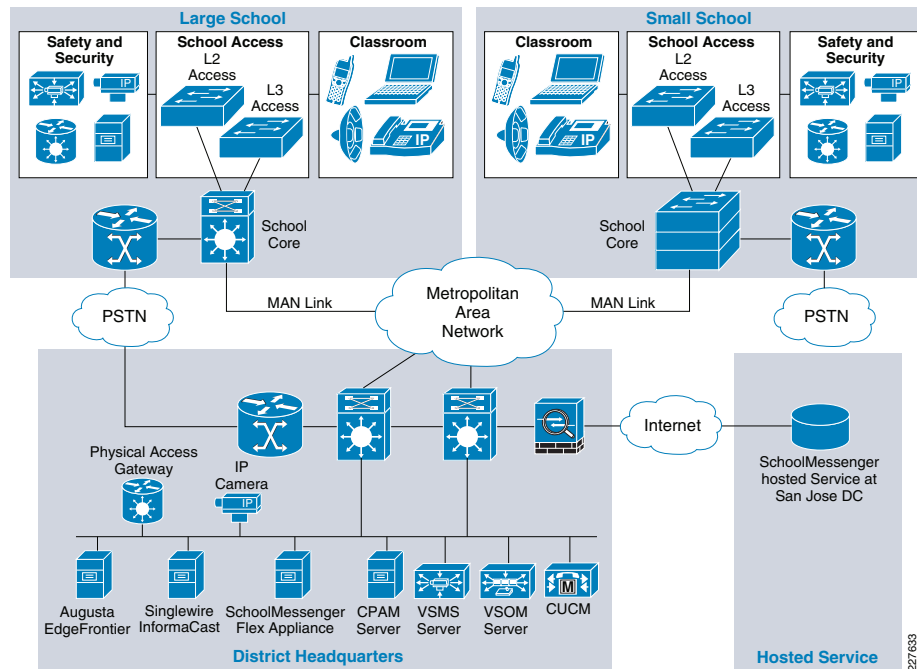 Large School
Small School
Safety and
Security
IP
School Access
L2
Access
L3
Access
Classroom
IP
School
Core
Classroom
IP
School Access
L2
Access
L3
Access
Safety and
Security
IP
School
Core
MAN Link
Metropolitan
Area
Network
MAN Link
PSTN
PSTN
Internet
SchoolMessenger
hosted Service at
San Jose DC
Physical Access
Gateway
IP
Camera
IP
Augusta
EdgeFrontier
Singlewire
InformaCast
SchoolMessenger
Flex Appliance
CPAM
Server
VSMS
Server
VSOM
Server
M
CUCM
District Headquarters
Hosted Service
227633